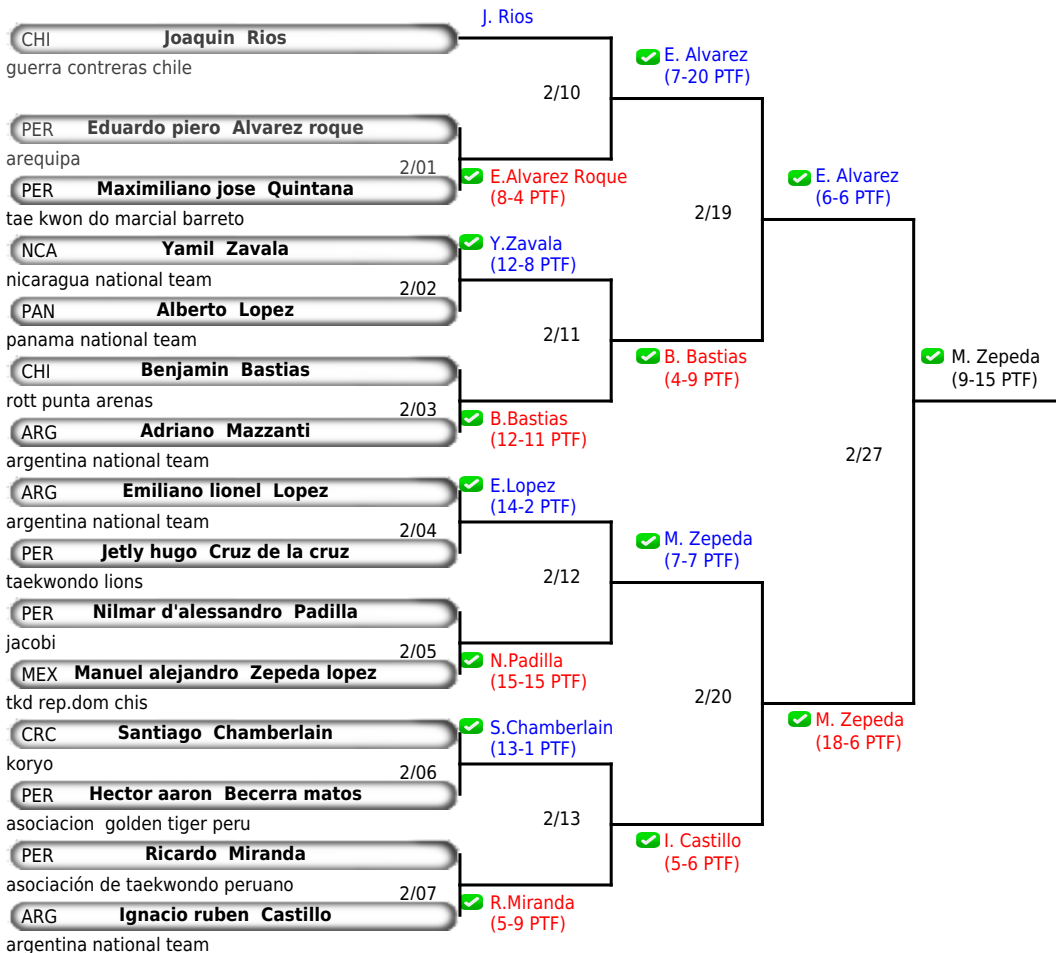 J. Rios
CHI Joaquin Rios
guerra contreras chile
E. Alvarez
(7-20 PTF)
2/10
PER Eduardo piero Alvarez roque
arequipa
2/01
E.Alvarez Roque
(8-4 PTF)
PER Maximiliano jose Quintana
tae kwon do marcial barreto
E. Alvarez
(6-6 PTF)
2/19
NCA Yamil Zavala
Y.Zavala
(12-8 PTF)
nicaragua national team
2/02
PAN Alberto Lopez
panama national team
2/11
B. Bastias
(4-9 PTF)
CHI Benjamin Bastias
rott punta arenas
2/03
B.Bastias
(12-11 PTF)
ARG Adriano Mazzanti
argentina national team
M. Zepeda
(9-15 PTF)
2/27
ARG Emiliano lionel Lopez
E.Lopez
(14-2 PTF)
argentina national team
2/04
PER Jetly hugo Cruz de la cruz
taekwondo lions
M. Zepeda
(7-7 PTF)
2/12
PER Nilmar d'alessandro Padilla
jacobi
2/05
N.Padilla
(15-15 PTF)
MEX Manuel alejandro Zepeda lopez
tkd rep.dom chis
2/20
M. Zepeda
(18-6 PTF)
CRC Santiago Chamberlain
S.Chamberlain
(13-1 PTF)
koryo
2/06
PER Hector aaron Becerra matos
asociacion golden tiger peru
2/13
I. Castillo
(5-6 PTF)
PER Ricardo Miranda
asociación de taekwondo peruano
2/07
R.Miranda
(5-9 PTF)
ARG Ignacio ruben Castillo
argentina national team